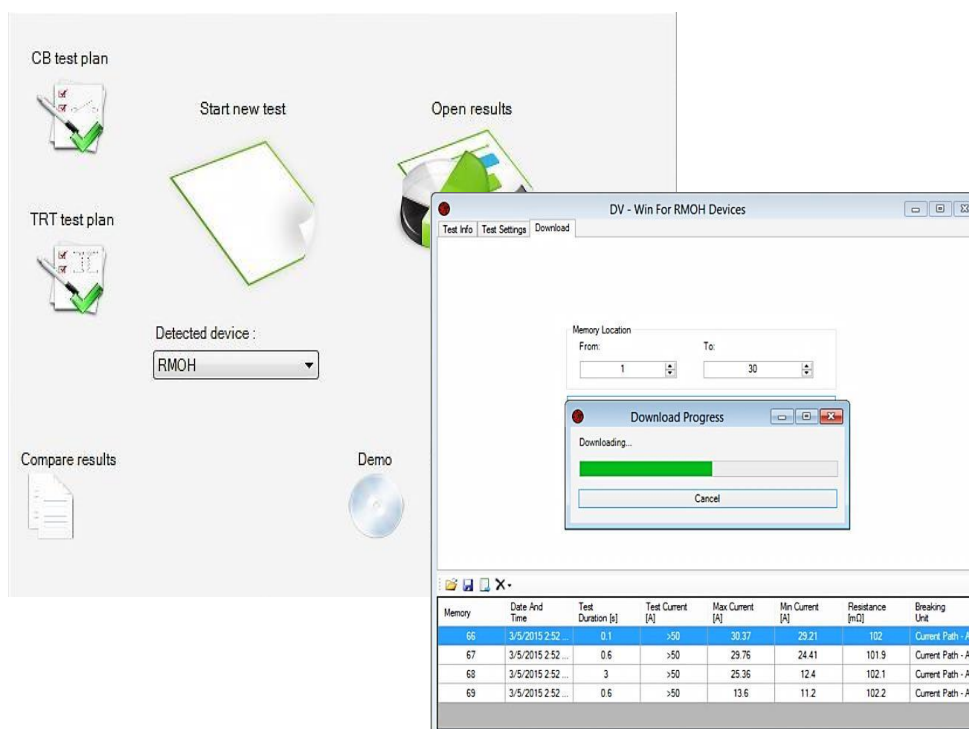 CB test plan
Start new test
Open results
TRT test plan
Detected device :
RMOH
Compare results
Demo
DV - Win For RMOH Devices
Test Info Test Settings Download
Memory Location
From: To:
1 30
Download Progress
Downloading...
Cancel
Memory Date And Time Test Duration [s] Test Current [A] Max Current [A] Min Current [A] Resistance [mΩ] Breaking Unit
66 3/5/2015 2:52 ... 0.1 >50 30.37 29.21 102 Current Path - A
67 3/5/2015 2:52 ... 0.6 >50 29.76 24.41 101.9 Current Path - A
68 3/5/2015 2:52 ... 3 >50 25.36 12.4 102.1 Current Path - A
69 3/5/2015 2:52 ... 0.6 >50 13.6 11.2 102.2 Current Path - A